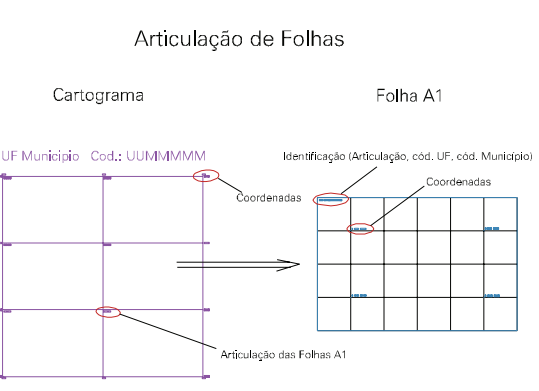 Articulação de Folhas
Cartograma
Folha A1
UF Município Cod.: UUMMMMM
Coordenadas
Articulação das Folhas A1
Identificação (Articulação, cód. UF, cód. Município)
Coordenadas